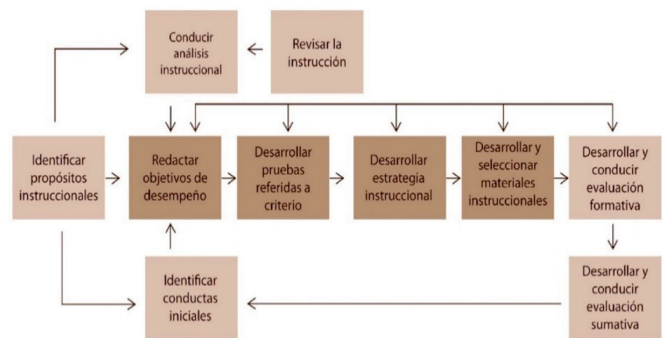 Conducir
análisis
instruccional
Revisar la
instrucción
Identificar
propósitos
instruccionales
Redactar
objetivos de
desempeño
Desarrollar
pruebas
referidas a
criterio
Desarrollar
estrategia
instruccional
Desarrollar y
seleccionar
materiales
instruccionales
Desarrollar y
conducir
evaluación
formativa
Identificar
conductas
iniciales
Desarrollar y
conducir
evaluación
sumativa